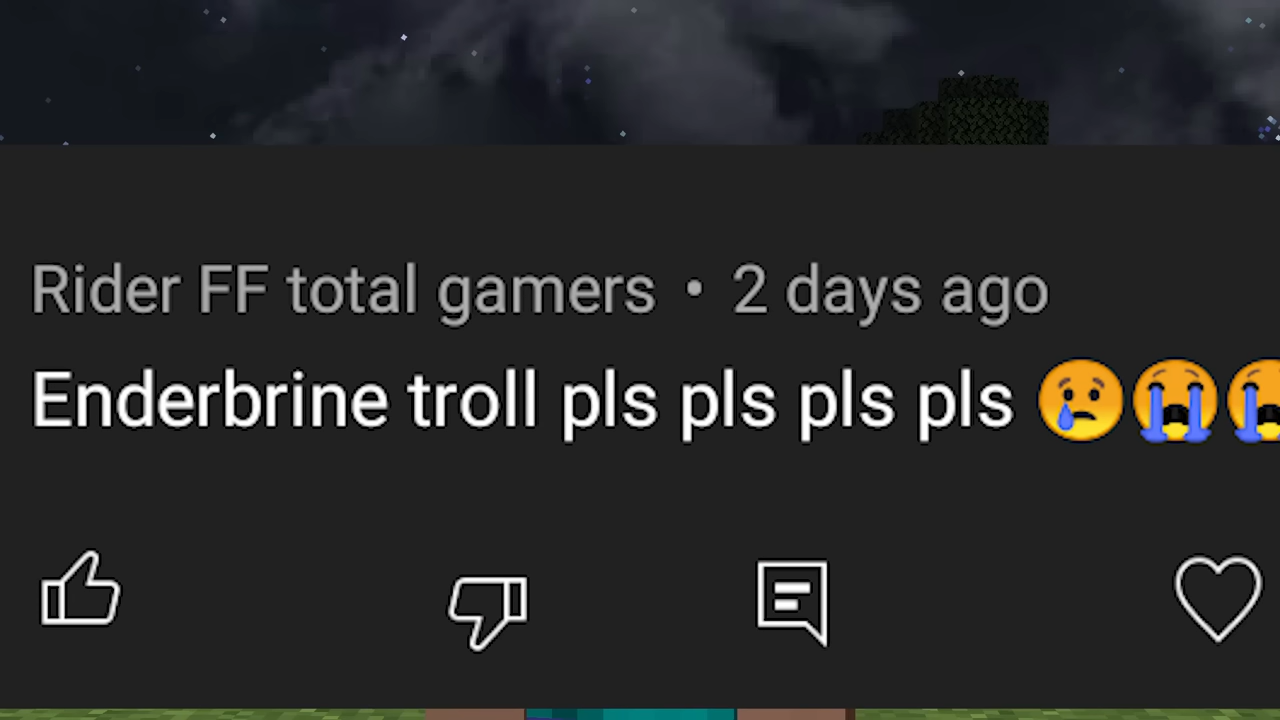 Rider FF total gamers • 2 days ago
Enderbrine troll pls pls pls pls 😢😭😭